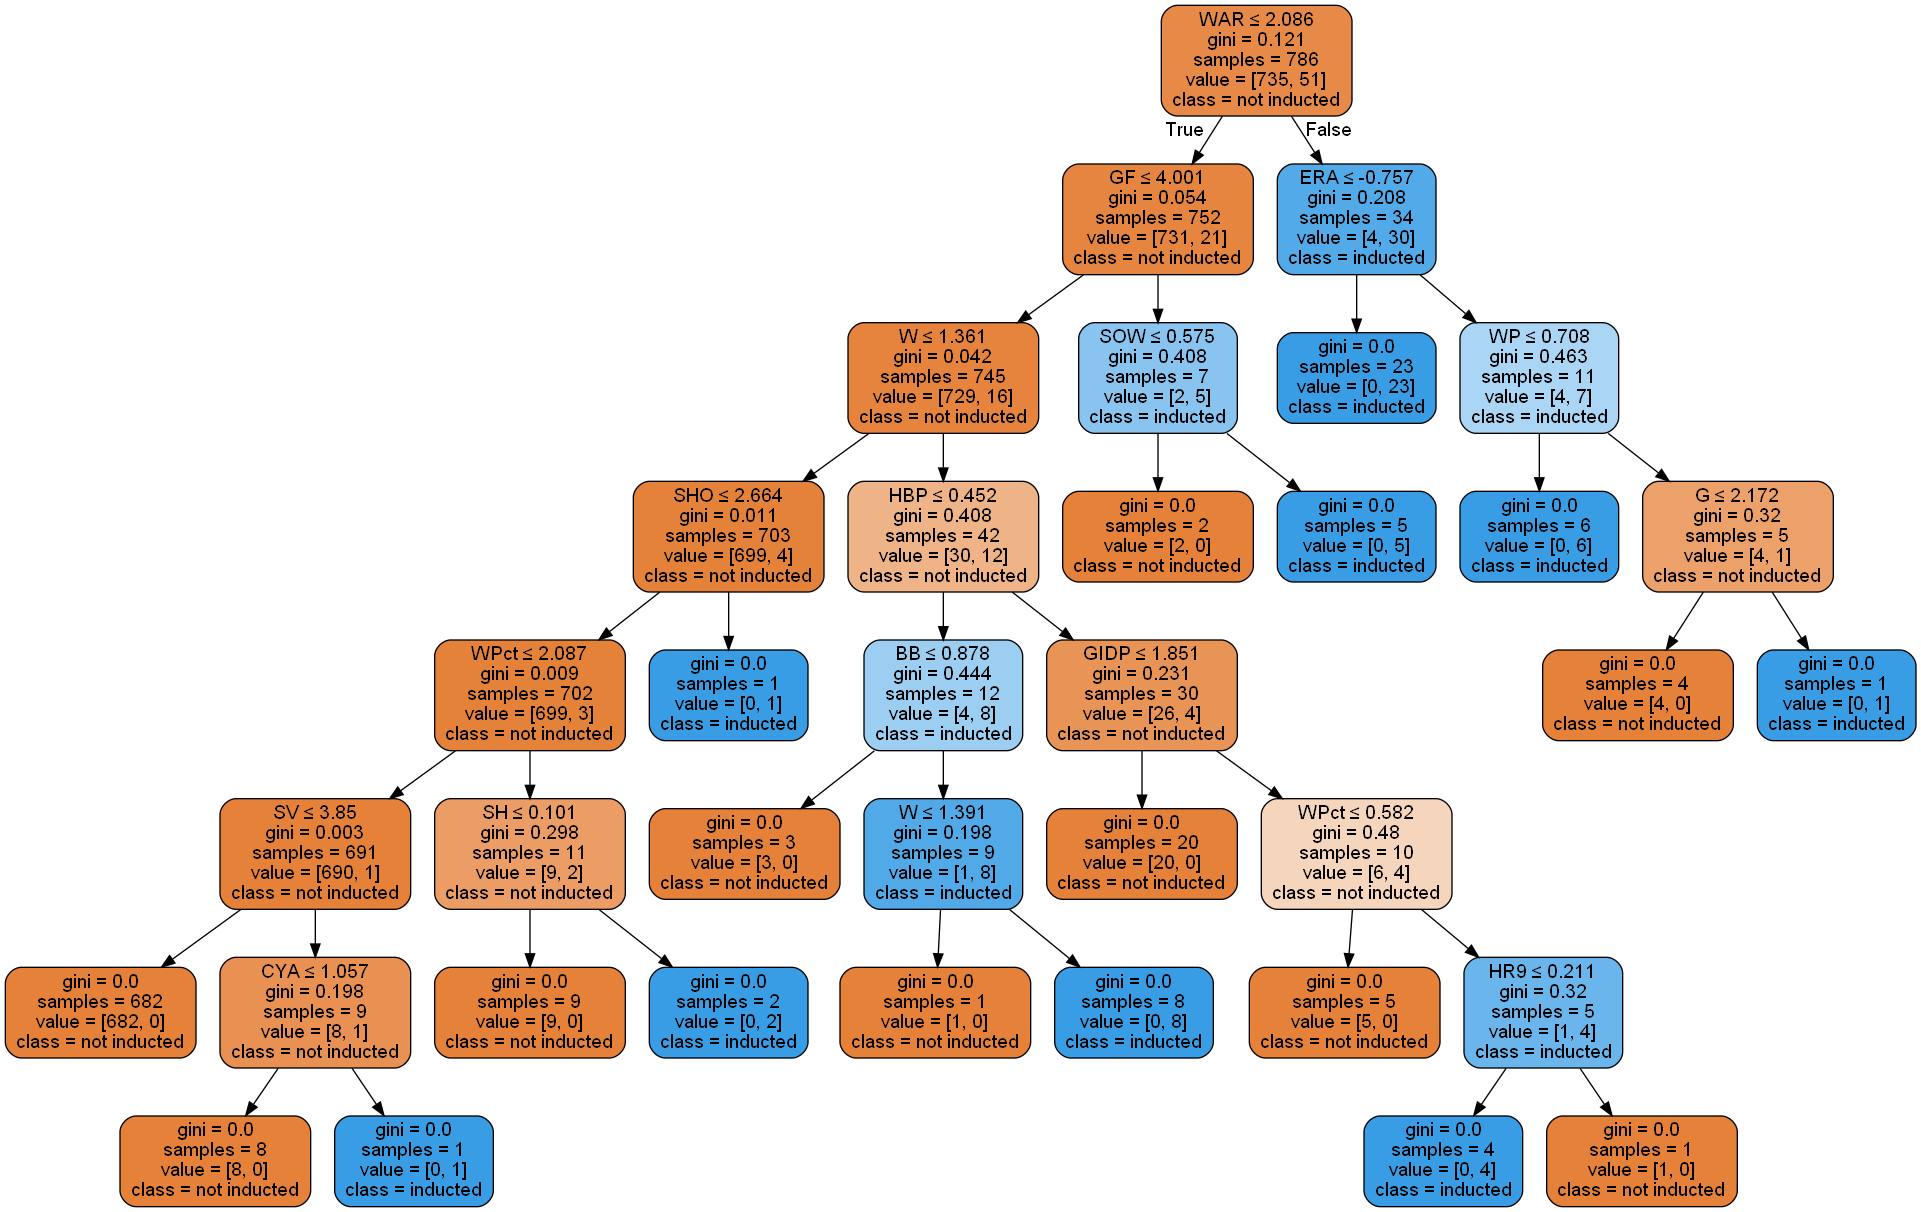 WAR ≤ 2.086
gini = 0.121
samples = 786
value = [735, 51]
class = not inducted
True
False
GF ≤ 4.001
gini = 0.054
samples = 752
value = [731, 21]
class = not inducted
ERA ≤ -0.757
gini = 0.208
samples = 34
value = [4, 30]
class = inducted
W ≤ 1.361
gini = 0.042
samples = 745
value = [729, 16]
class = not inducted
SOW ≤ 0.575
gini = 0.408
samples = 7
value = [2, 5]
class = inducted
gini = 0.0
samples = 23
value = [0, 23]
class = inducted
WP ≤ 0.708
gini = 0.463
samples = 11
value = [4, 7]
class = inducted
SHO ≤ 2.664
gini = 0.011
samples = 703
value = [699, 4]
class = not inducted
HBP ≤ 0.452
gini = 0.408
samples = 42
value = [30, 12]
class = not inducted
gini = 0.0
samples = 2
value = [2, 0]
class = not inducted
gini = 0.0
samples = 5
value = [0, 5]
class = inducted
gini = 0.0
samples = 6
value = [0, 6]
class = inducted
G ≤ 2.172
gini = 0.32
samples = 5
value = [4, 1]
class = not inducted
WPct ≤ 2.087
gini = 0.009
samples = 702
value = [699, 3]
class = not inducted
gini = 0.0
samples = 1
value = [0, 1]
class = inducted
BB ≤ 0.878
gini = 0.444
samples = 12
value = [4, 8]
class = inducted
GIDP ≤ 1.851
gini = 0.231
samples = 30
value = [26, 4]
class = not inducted
gini = 0.0
samples = 4
value = [4, 0]
class = not inducted
gini = 0.0
samples = 1
value = [0, 1]
class = inducted
SV ≤ 3.85
gini = 0.003
samples = 691
value = [690, 1]
class = not inducted
SH ≤ 0.101
gini = 0.298
samples = 11
value = [9, 2]
class = not inducted
gini = 0.0
samples = 3
value = [3, 0]
class = not inducted
W ≤ 1.391
gini = 0.198
samples = 9
value = [1, 8]
class = inducted
gini = 0.0
samples = 20
value = [20, 0]
class = not inducted
WPct ≤ 0.582
gini = 0.48
samples = 10
value = [6, 4]
class = not inducted
gini = 0.0
samples = 682
value = [682, 0]
class = not inducted
CYA ≤ 1.057
gini = 0.198
samples = 9
value = [8, 1]
class = not inducted
gini = 0.0
samples = 9
value = [9, 0]
class = not inducted
gini = 0.0
samples = 2
value = [0, 2]
class = inducted
gini = 0.0
samples = 1
value = [1, 0]
class = not inducted
gini = 0.0
samples = 8
value = [0, 8]
class = inducted
gini = 0.0
samples = 5
value = [5, 0]
class = not inducted
HR9 ≤ 0.211
gini = 0.32
samples = 5
value = [1, 4]
class = inducted
gini = 0.0
samples = 8
value = [8, 0]
class = not inducted
gini = 0.0
samples = 1
value = [0, 1]
class = inducted
gini = 0.0
samples = 4
value = [0, 4]
class = inducted
gini = 0.0
samples = 1
value = [1, 0]
class = not inducted